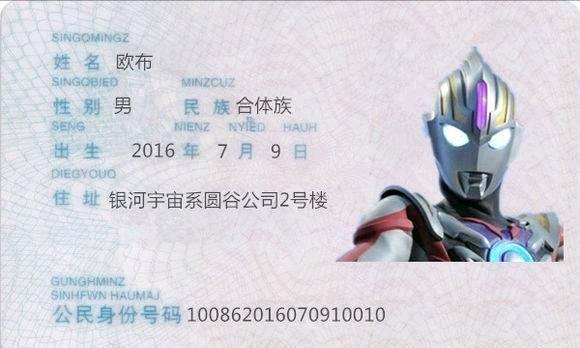 SINGQMINGZ
姓 名 欧布
SINGQBIED MINZCUZ
性 别 男 民 族 合体族
SENG NIENZ NYIED HAUH
出 生 2016 年 7 月 9 日
DIEGYOUQ
住 址 银河宇宙系圆谷公司2号楼
GUNGHMINZ
SINHFWN HAUMAJ
公民身份号码 100862016070910010